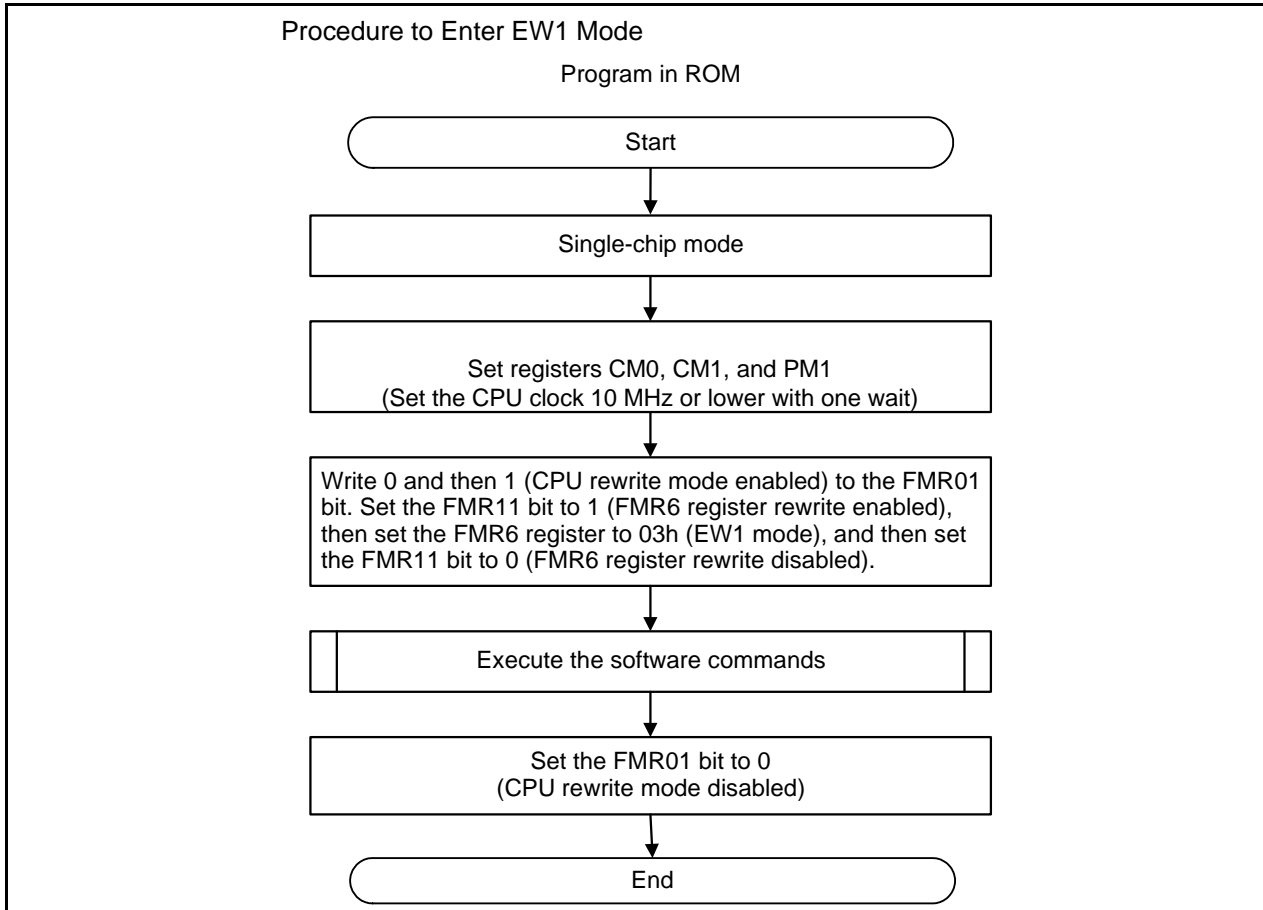 Procedure to Enter EW1 Mode
Program in ROM
Start
Single-chip mode
Set registers CM0, CM1, and PM1
(Set the CPU clock 10 MHz or lower with one wait)
Write 0 and then 1 (CPU rewrite mode enabled) to the FMR01
bit. Set the FMR11 bit to 1 (FMR6 register rewrite enabled),
then set the FMR6 register to 03h (EW1 mode), and then set
the FMR11 bit to 0 (FMR6 register rewrite disabled).
Execute the software commands
Set the FMR01 bit to 0
(CPU rewrite mode disabled)
End